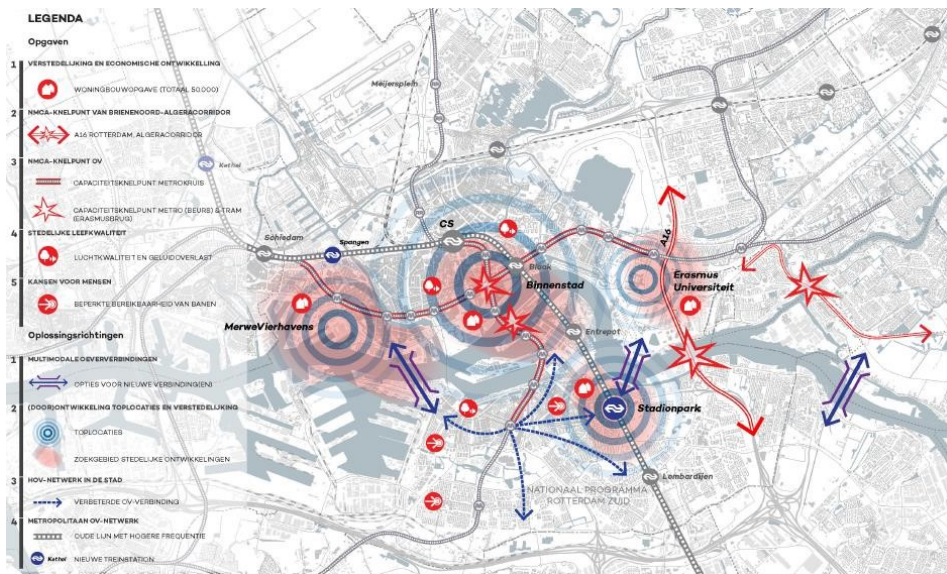 LEGENDA
Opgaven
1 VERSTEDELIJKING EN ECONOMISCHE ONTWIKKELING
WONINGBOUWOPGAVE (TOTAAL 50.000)
2 NMCA-KNELPUNT VAN BRIENENOORD-ALGERACORRIDOR
A16 ROTTERDAM, ALGERACORRIDOR
3 NMCA-KNELPUNT OV
CAPACITEITSKNELPUNT METROKRUIS
CAPACITEITSKNELPUNT METRO (BEURS) & TRAM
(ERASMUSBRUG)
4 STEDELIJKE LEEFKWALITEIT
LUCHTKWALITEIT EN GELUIDOVERLAST
5 KANSEN VOOR MENSEN
BEPERKTE BEREIKBAARHEID VAN BANEN
Oplossingsrichtingen
1 MULTIMODALE OEVERVERBINDINGEN
OPTIES VOOR NIEUWE VERBINDING(EN)
2 (DOOR)ONTWIKKELING TOPLOCATIES EN VERSTEDELIJKING
TOPLOCATIES
ZOEKGEBIED STEDELIJKE ONTWIKKELINGEN
3 HOV-NETWERK IN DE STAD
VERBETERDE OV-VERBINDING
4 METROPOLITAAN OV-NETWERK
OUDE LIJN MET HOGERE FREQUENTIE
Kethel NIEUWE TREINSTATION
Meijersplein
Kethel
Schiedam
Spangen
CS
Blaak
Binnenstad
A16
Erasmus
Universiteit
MerweVierhavens
Entrepot
Stadionpark
Lombardijen
NATIONAAL PROGRAMMA
ROTTERDAM ZUID